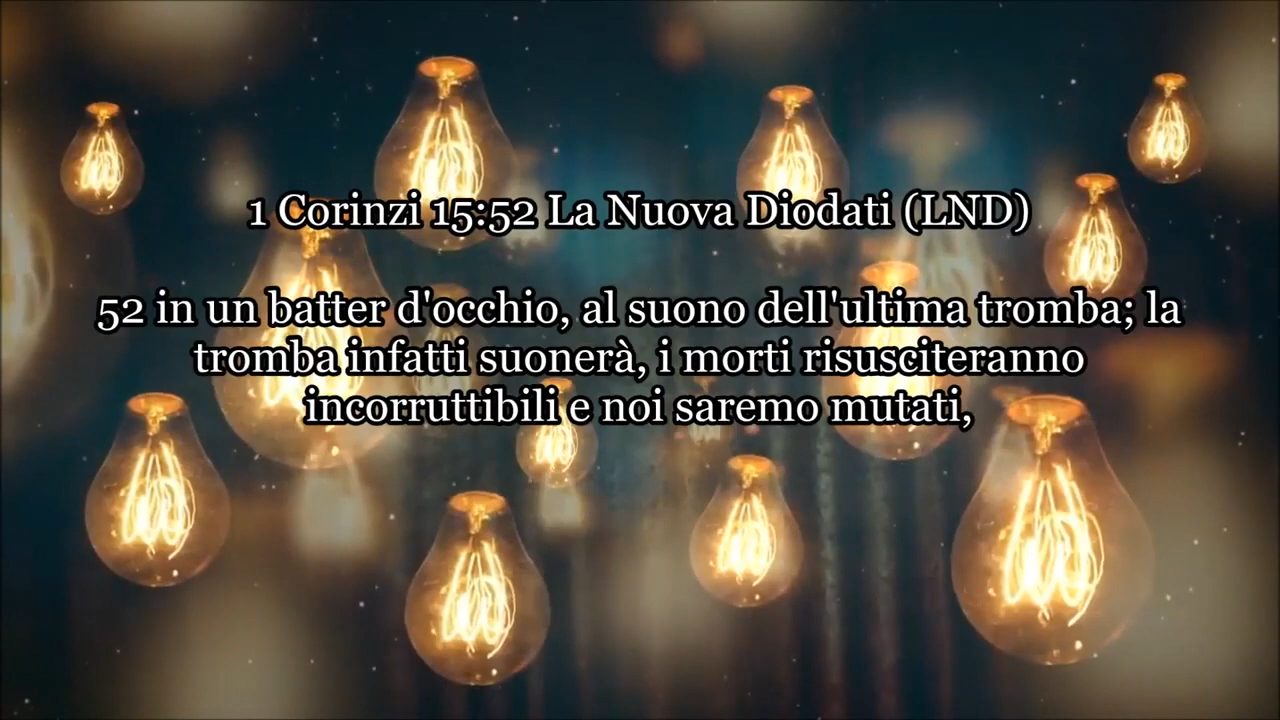 1 Corinzi 15:52 La Nuova Diodati (LND)
52 in un batter d'occhio, al suono dell'ultima tromba; la
tromba infatti suonerà, i morti risusciteranno
incorruttibili e noi saremo mutati,